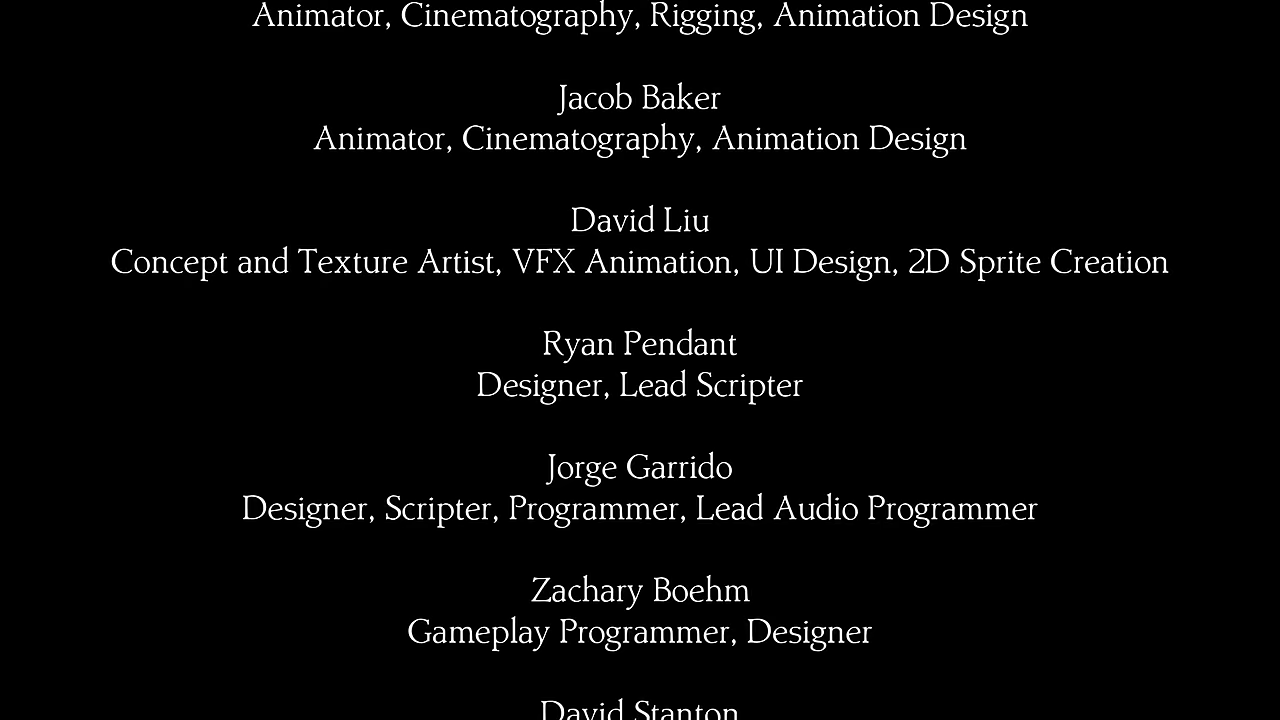 Animator, Cinematography, Rigging, Animation Design
Jacob Baker
Animator, Cinematography, Animation Design
David Liu
Concept and Texture Artist, VFX Animation, UI Design, 2D Sprite Creation
Ryan Pendant
Designer, Lead Scripter
Jorge Garrido
Designer, Scripter, Programmer, Lead Audio Programmer
Zachary Boehm
Gameplay Programmer, Designer
David Stanton